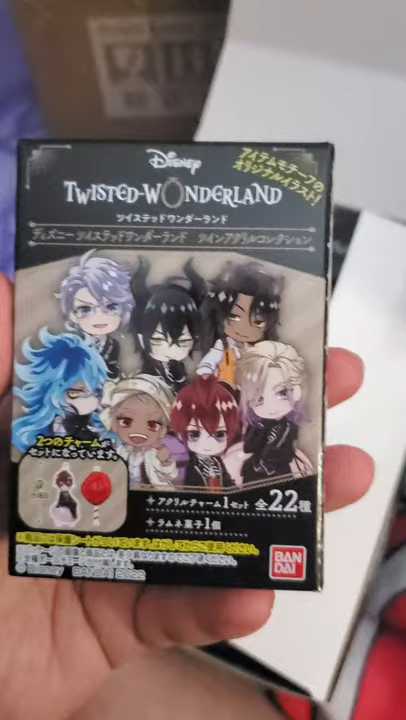 Disney
TWISTED-WONDERLAND
ツイステッドワンダーランド
アイテムモチーフの
オリジナルイラスト!
ディズニー ツイステッドワンダーランド ツインアクリルコレクション
2つのチャームが
セットになっています。
✦アクリルチャーム1セット 全22種
✦ラムネ菓子1個
BAN
DAI
©Disney BANDAI 2022